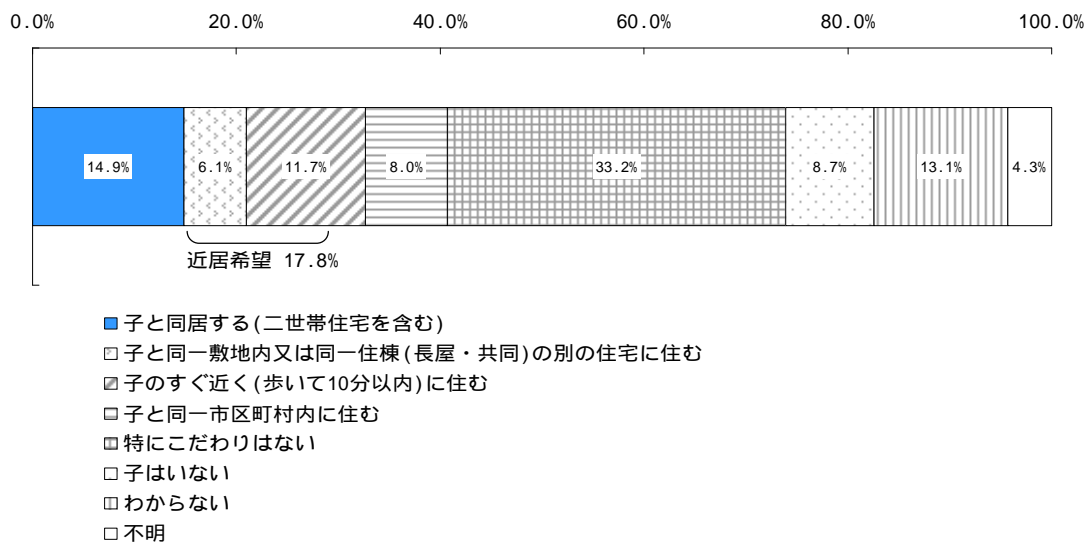 0.0% 20.0% 40.0% 60.0% 80.0% 100.0%
14.9% 6.1% 11.7% 8.0% 33.2% 8.7% 13.1% 4.3%
近居希望 17.8%
子と同居する(二世帯住宅を含む)
子と同一敷地内又は同一住棟(長屋・共同)の別の住宅に住む
子のすぐ近く(歩いて10分以内)に住む
子と同一市区町村内に住む
特にこだわりはない
子はいない
わからない
不明